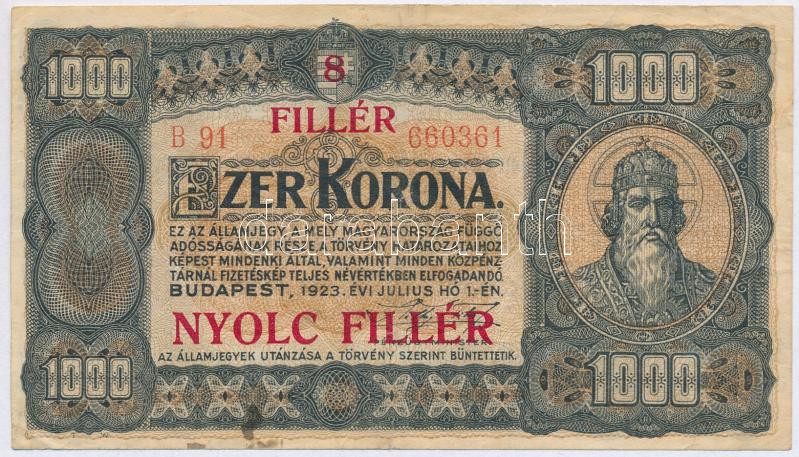 1000 8 1000
FILLÉR
B 91 660361
EZER KORONA.
EZ AZ ÁLLAMJEGY, A MELY MAGYARORSZÁG FÜGGŐ
ADÓSSÁGÁNAK RÉSZE, A TÖRVÉNY HATÁROZATAIHOZ
KÉPEST MINDENKI ÁLTAL, VALAMINT MINDEN KÖZPÉNZ-
TÁRNÁL FIZETÉSKÉP TELJES NÉVÉRTÉKBEN ELFOGADANDÓ.
BUDAPEST, 1923. ÉVI JULIUS HÓ 1.-ÉN.
NYOLC FILLÉR
AZ ÁLLAMJEGYEK UTÁNZÁSA A TÖRVÉNY SZERINT BÜNTETTETIK.
1000 1000